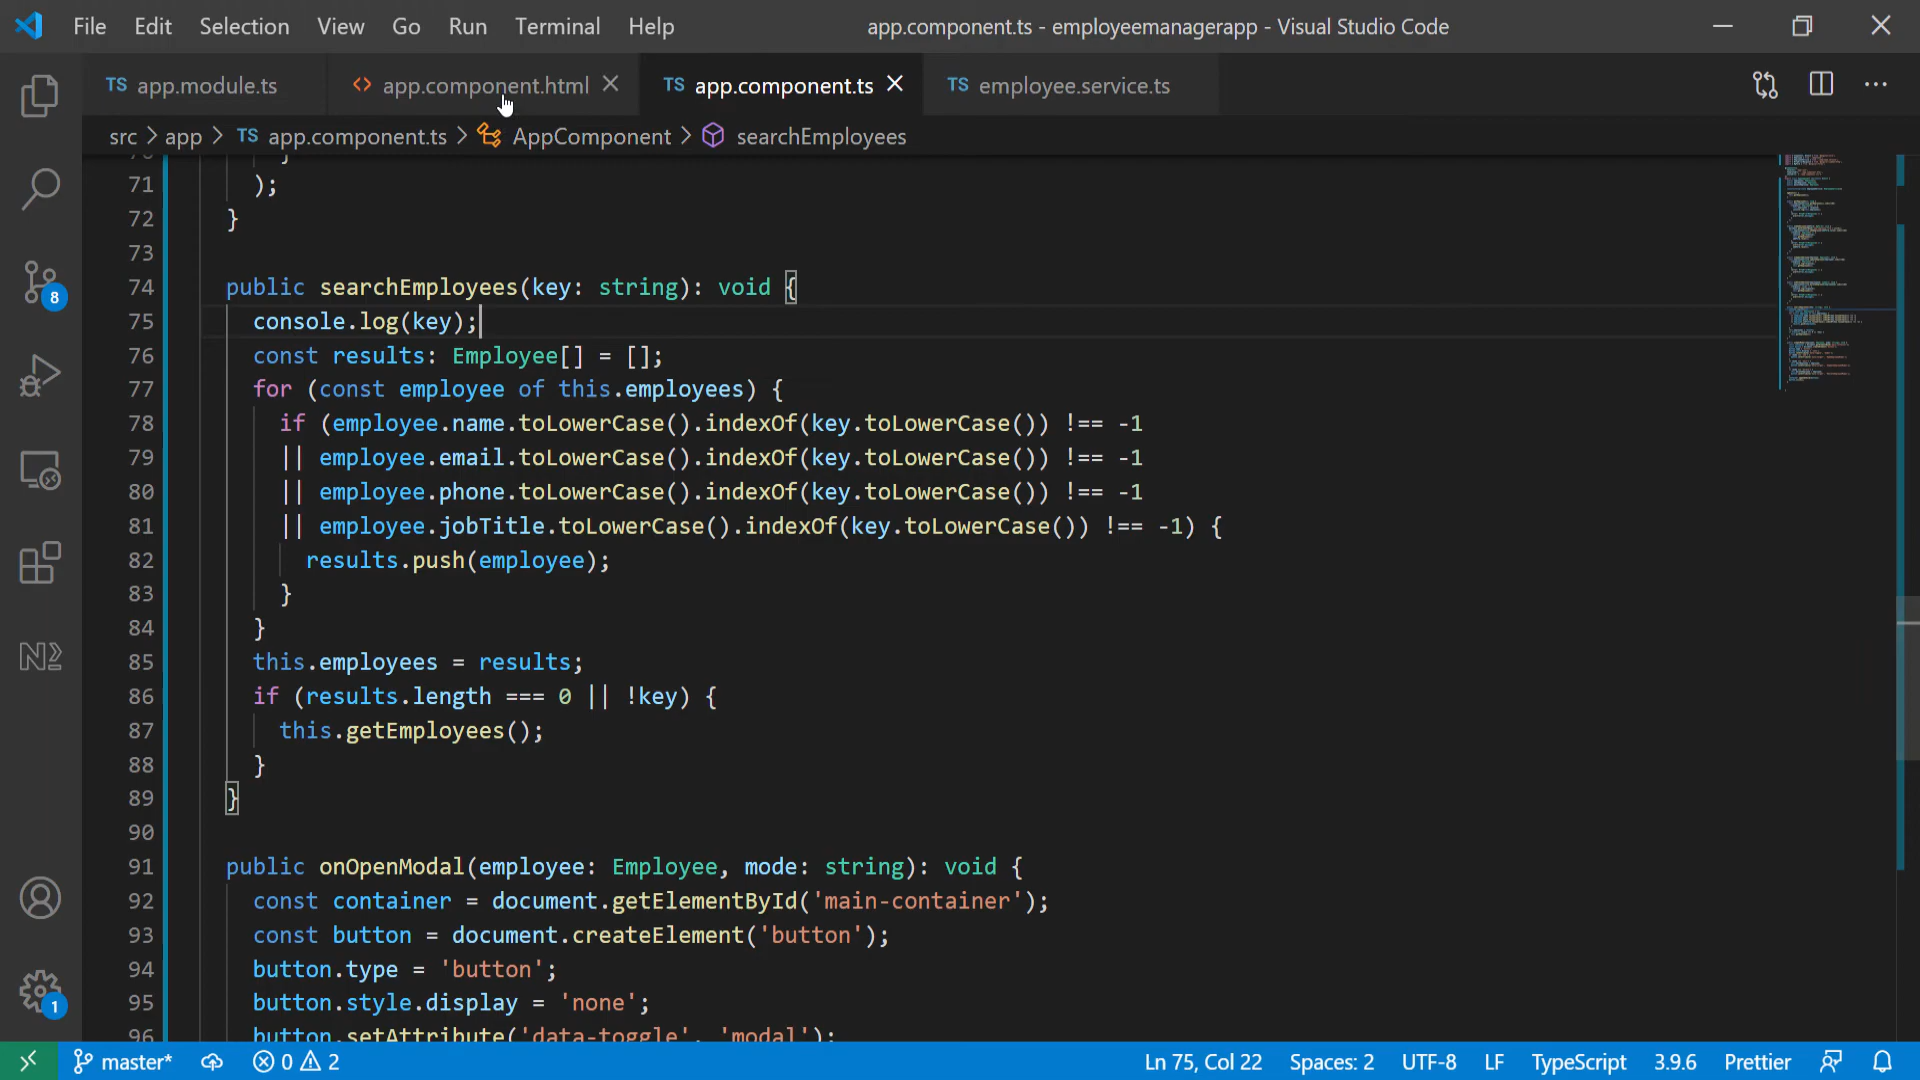 File Edit Selection View Go Run Terminal Help app.component.ts - employeemanagerapp - Visual Studio Code
TS app.module.ts <> app.component.html TS app.component.ts TS employee.service.ts
src > app > TS app.component.ts > AppComponent > searchEmployees
71 );
72 }
73
74 public searchEmployees(key: string): void {
75 console.log(key);
76 const results: Employee[] = [];
77 for (const employee of this.employees) {
78 if (employee.name.toLowerCase().indexOf(key.toLowerCase()) !== -1
79 || employee.email.toLowerCase().indexOf(key.toLowerCase()) !== -1
80 || employee.phone.toLowerCase().indexOf(key.toLowerCase()) !== -1
81 || employee.jobTitle.toLowerCase().indexOf(key.toLowerCase()) !== -1) {
82 results.push(employee);
83 }
84 }
85 this.employees = results;
86 if (results.length === 0 || !key) {
87 this.getEmployees();
88 }
89 }
90
91 public onOpenModal(employee: Employee, mode: string): void {
92 const container = document.getElementById('main-container');
93 const button = document.createElement('button');
94 button.type = 'button';
95 button.style.display = 'none';
96 button.setAttribute('data-toggle', 'modal');
8
1
master* 0 2 Ln 75, Col 22 Spaces: 2 UTF-8 LF TypeScript 3.9.6 Prettier